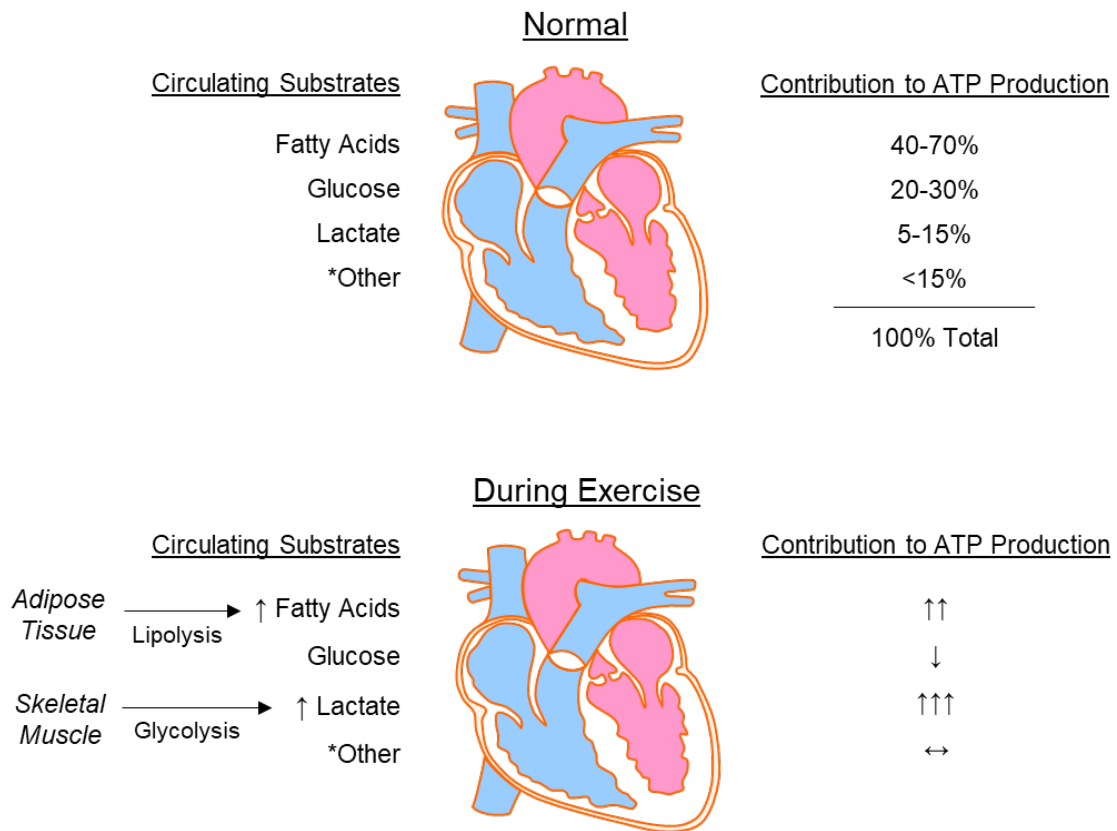 Normal
Circulating Substrates
Contribution to ATP Production
Fatty Acids
40-70%
Glucose
20-30%
Lactate
5-15%
*Other
<15%
100% Total
During Exercise
Circulating Substrates
Contribution to ATP Production
Adipose
Tissue
Lipolysis
↑ Fatty Acids
↑↑
Glucose
↓
Skeletal
Muscle
Glycolysis
↑ Lactate
↑↑↑
*Other
↔